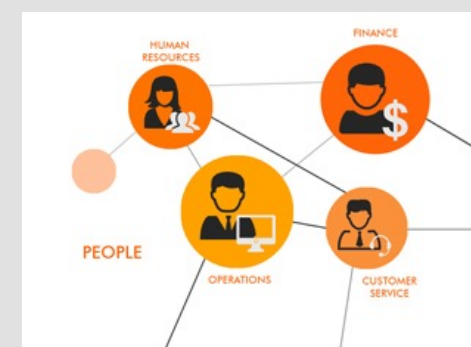 HUMAN
RESOURCES
FINANCE
$
PEOPLE
OPERATIONS
CUSTOMER
SERVICE